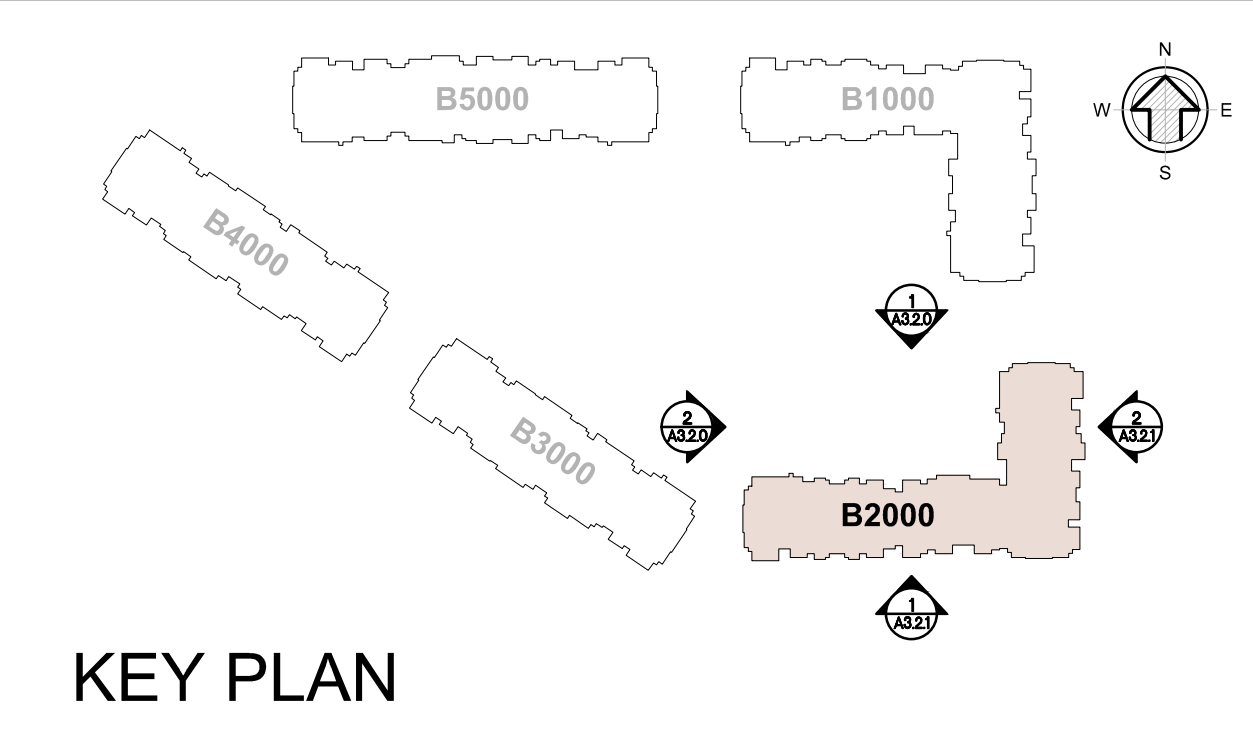 N
W
E
S
B5000
B1000
B4000
B3000
1
A3.2.0
2
A3.2.0
2
A3.2.1
B2000
1
A3.2.1
KEY PLAN